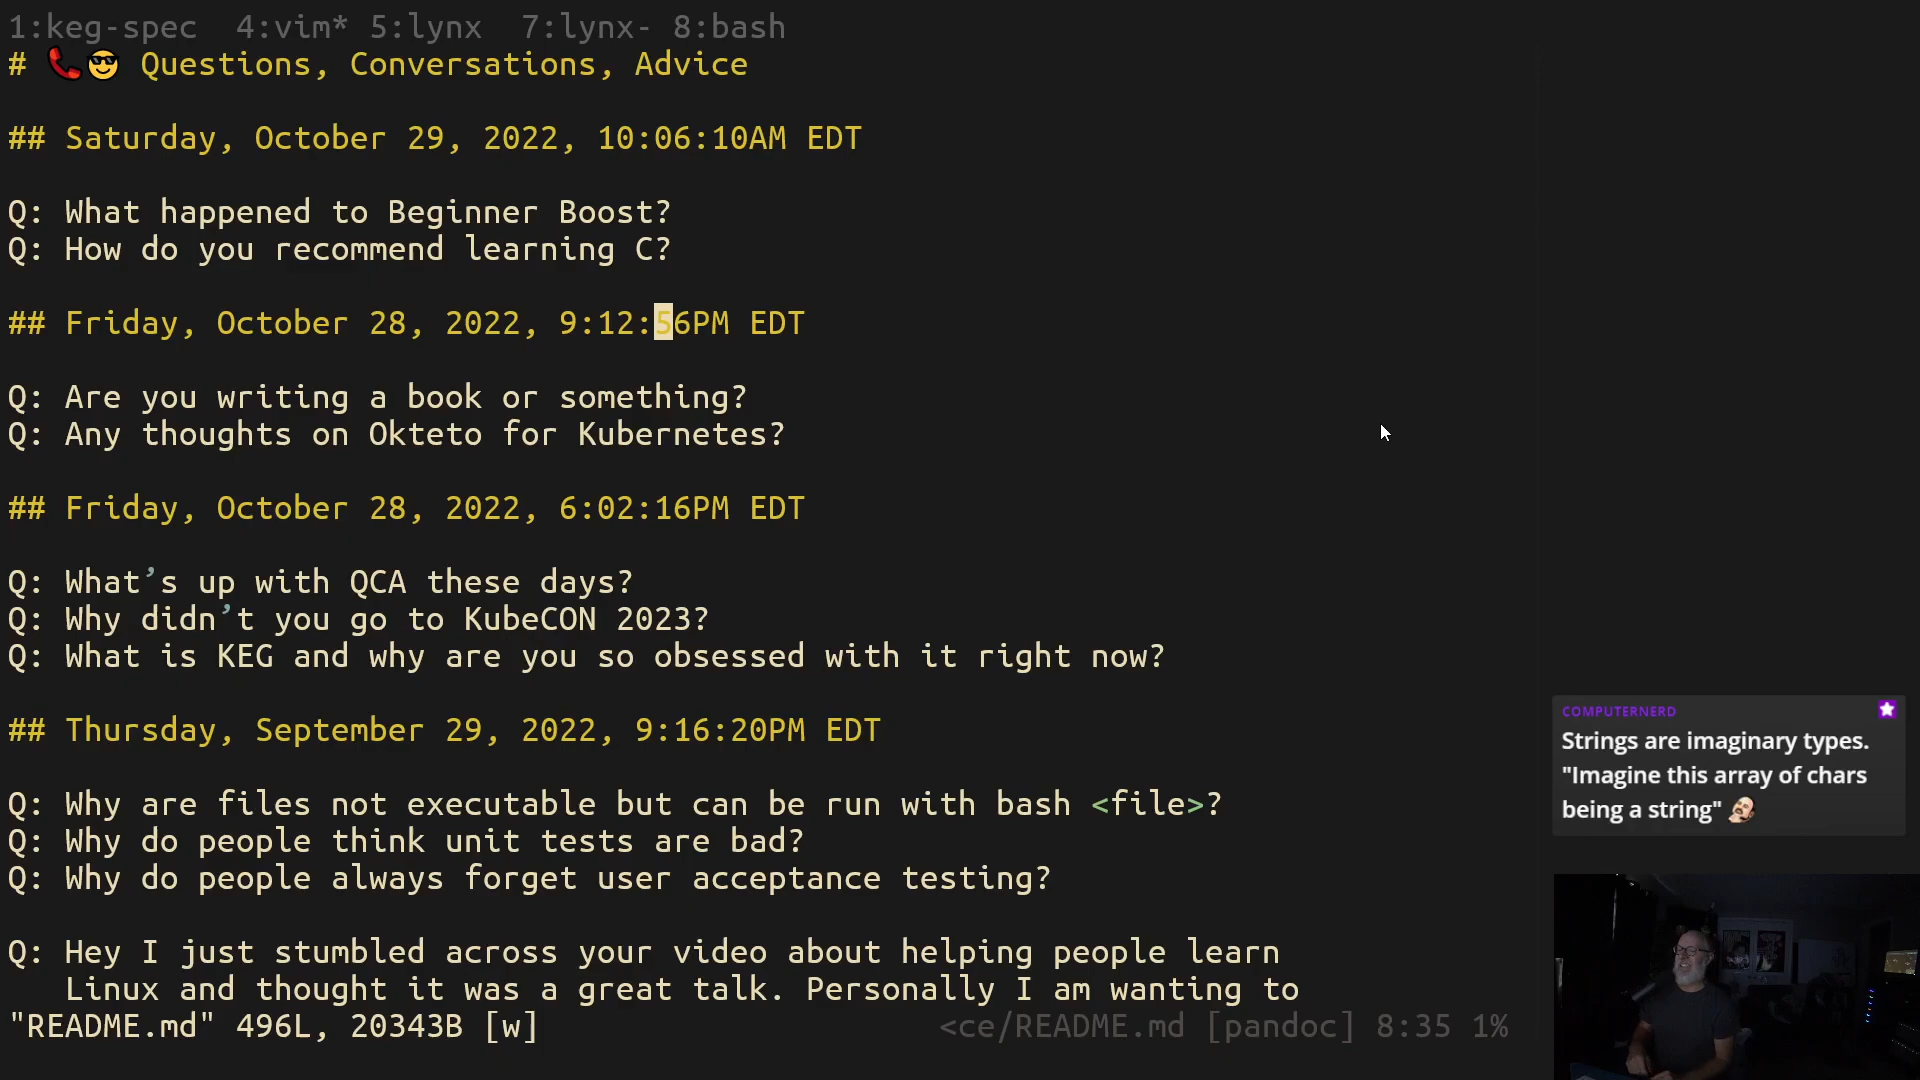 1:keg-spec  4:vim* 5:lynx  7:lynx- 8:bash
# 📞😎 Questions, Conversations, Advice
## Saturday, October 29, 2022, 10:06:10AM EDT
Q: What happened to Beginner Boost?
Q: How do you recommend learning C?
## Friday, October 28, 2022, 9:12:56PM EDT
Q: Are you writing a book or something?
Q: Any thoughts on Okteto for Kubernetes?
## Friday, October 28, 2022, 6:02:16PM EDT
Q: What’s up with QCA these days?
Q: Why didn’t you go to KubeCON 2023?
Q: What is KEG and why are you so obsessed with it right now?
## Thursday, September 29, 2022, 9:16:20PM EDT
Q: Why are files not executable but can be run with bash <file>?
Q: Why do people think unit tests are bad?
Q: Why do people always forget user acceptance testing?
Q: Hey I just stumbled across your video about helping people learn
Linux and thought it was a great talk. Personally I am wanting to
"README.md" 496L, 20343B [w] <ce/README.md [pandoc] 8:35 1%
COMPUTERNERD
Strings are imaginary types.
"Imagine this array of chars
being a string"